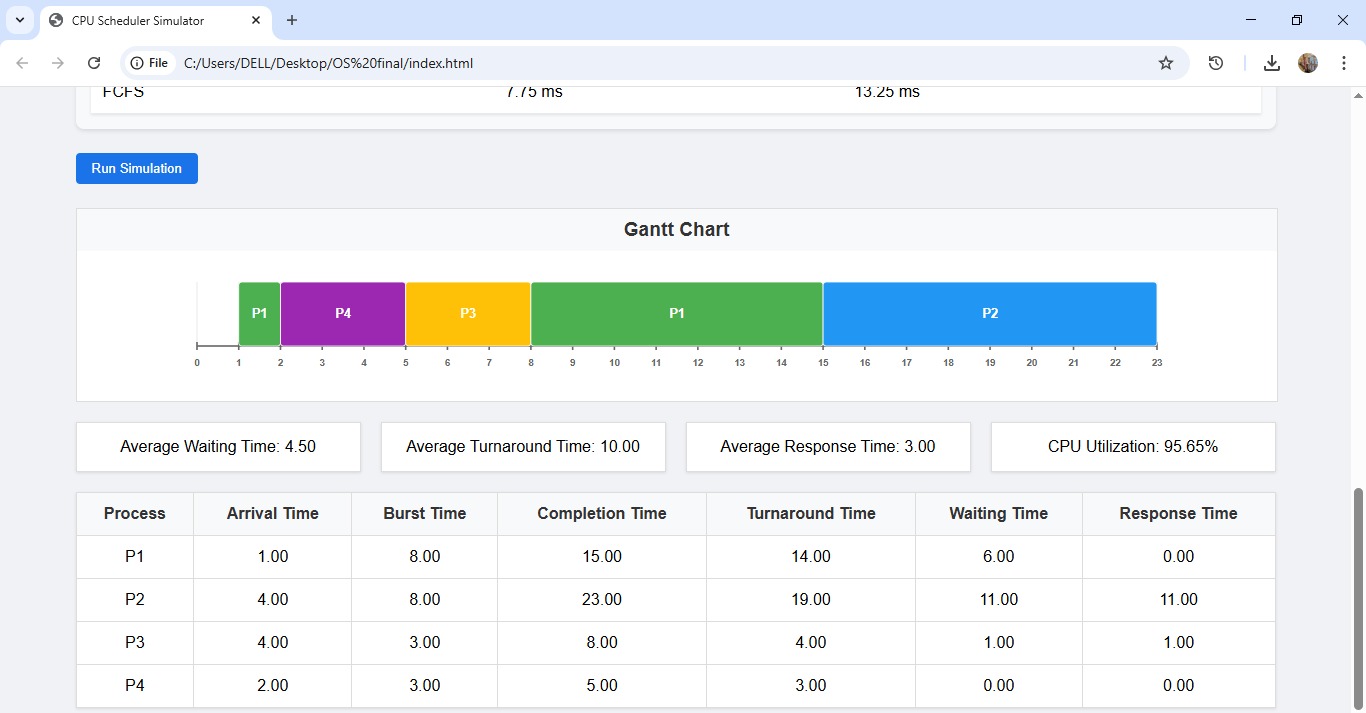 CPU Scheduler Simulator
File C:/Users/DELL/Desktop/OS%20final/index.html
FCFS 7.75 ms 13.25 ms
Run Simulation
Gantt Chart
P1 P4 P3 P1 P2
0 1 2 3 4 5 6 7 8 9 10 11 12 13 14 15 16 17 18 19 20 21 22 23
Average Waiting Time: 4.50 Average Turnaround Time: 10.00 Average Response Time: 3.00 CPU Utilization: 95.65%
Process Arrival Time Burst Time Completion Time Turnaround Time Waiting Time Response Time
P1 1.00 8.00 15.00 14.00 6.00 0.00
P2 4.00 8.00 23.00 19.00 11.00 11.00
P3 4.00 3.00 8.00 4.00 1.00 1.00
P4 2.00 3.00 5.00 3.00 0.00 0.00